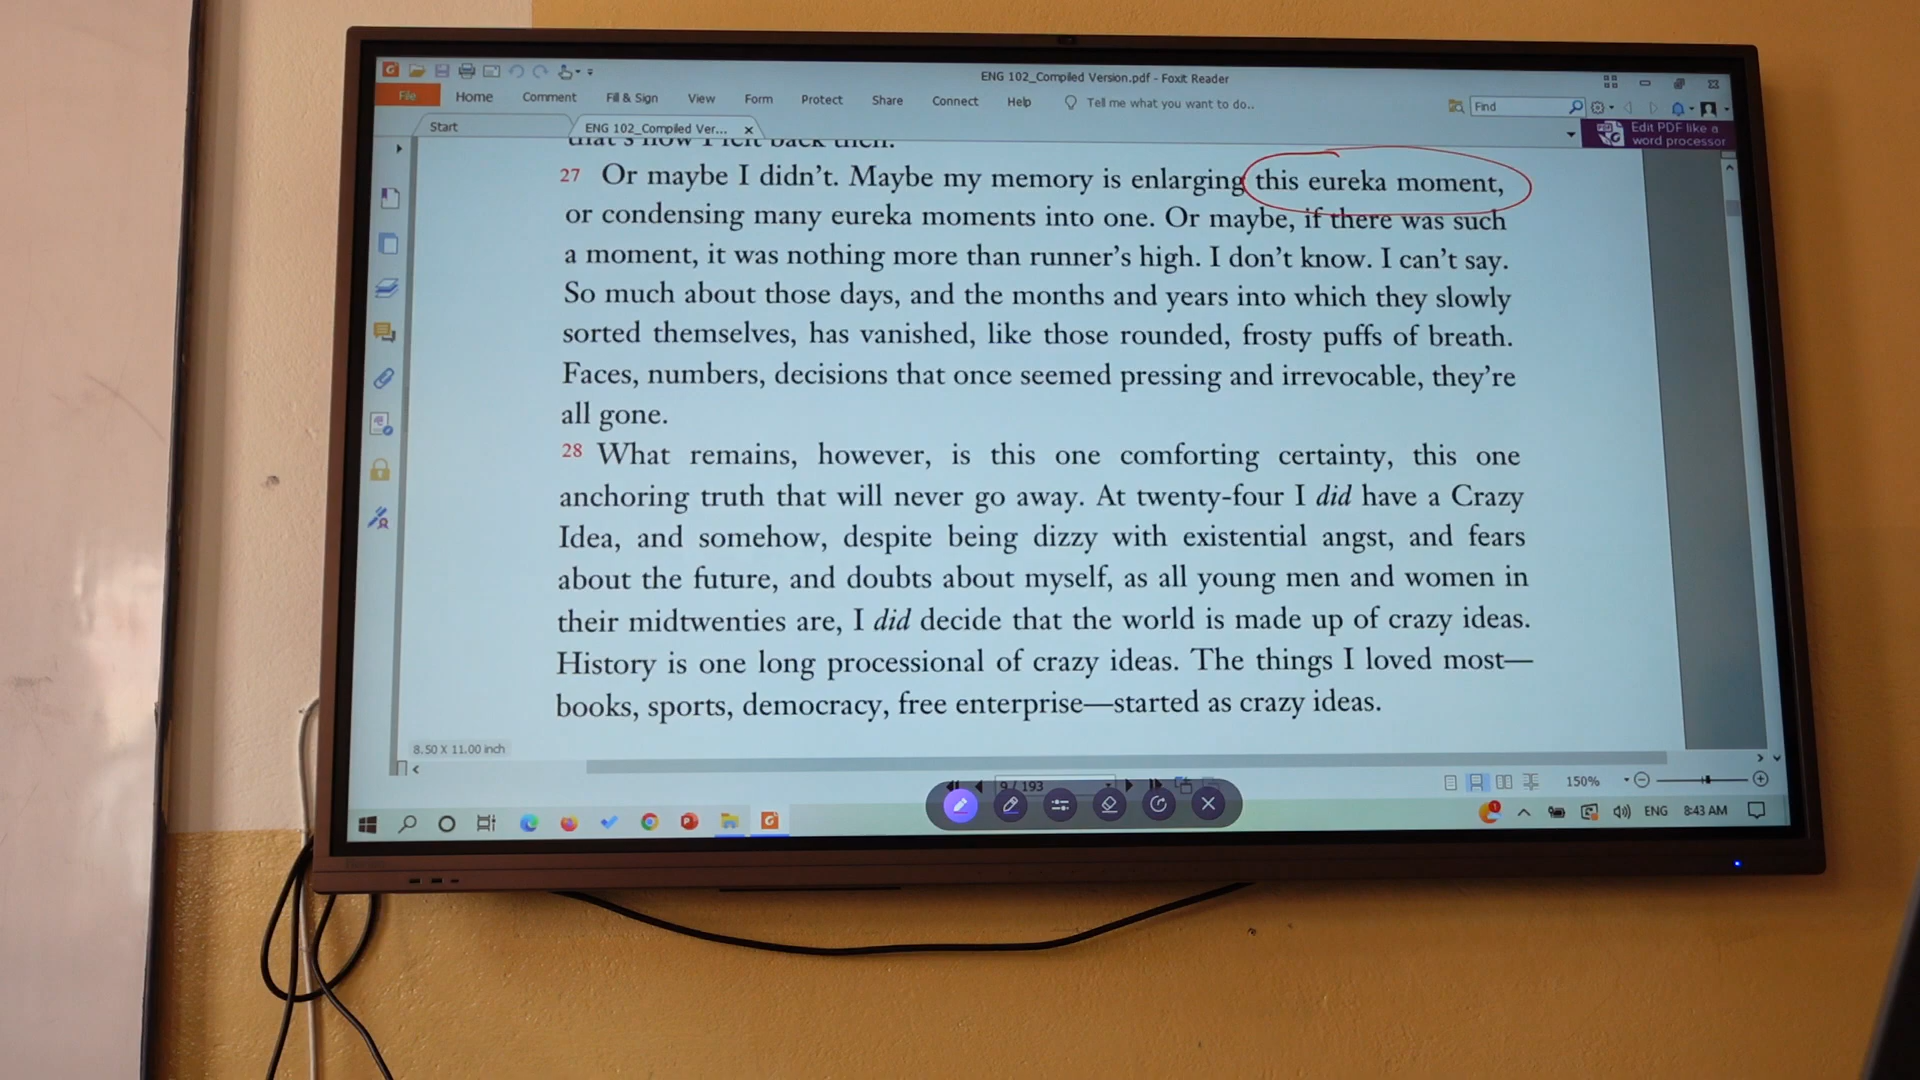 ENG 102_Compiled Version.pdf - Foxit Reader
File Home Comment Fill & Sign View Form Protect Share Connect Help Tell me what you want to do.. Find
Start ENG 102_Compiled Ver... Edit PDF like a
word processor
that's how I felt back then.
27 Or maybe I didn't. Maybe my memory is enlarging this eureka moment,
or condensing many eureka moments into one. Or maybe, if there was such
a moment, it was nothing more than runner's high. I don't know. I can't say.
So much about those days, and the months and years into which they slowly
sorted themselves, has vanished, like those rounded, frosty puffs of breath.
Faces, numbers, decisions that once seemed pressing and irrevocable, they're
all gone.
28 What remains, however, is this one comforting certainty, this one
anchoring truth that will never go away. At twenty-four I did have a Crazy
Idea, and somehow, despite being dizzy with existential angst, and fears
about the future, and doubts about myself, as all young men and women in
their midtwenties are, I did decide that the world is made up of crazy ideas.
History is one long processional of crazy ideas. The things I loved most—
books, sports, democracy, free enterprise—started as crazy ideas.
8.50 X 11.00 inch
9 / 193 150%
ENG 8:43 AM